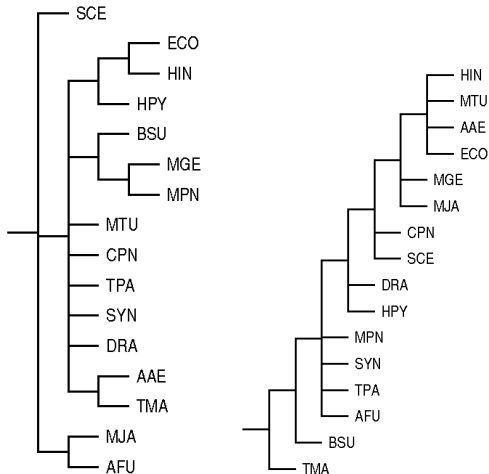 SCE
ECO
HIN
HPY
BSU
MGE
MPN
MTU
CPN
TPA
SYN
DRA
AAE
TMA
MJA
AFU
HIN
MTU
AAE
ECO
MGE
MJA
CPN
SCE
DRA
HPY
MPN
SYN
TPA
AFU
BSU
TMA